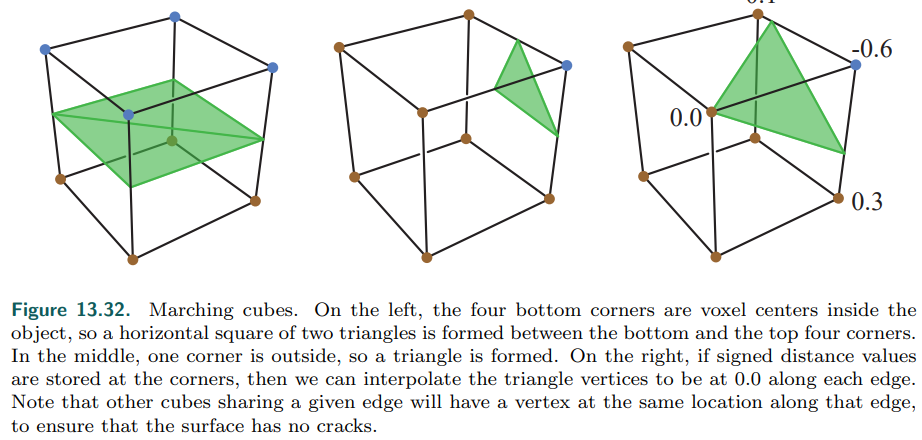 -0.6
0.0
0.3
Figure 13.32. Marching cubes. On the left, the four bottom corners are voxel centers inside the
object, so a horizontal square of two triangles is formed between the bottom and the top four corners.
In the middle, one corner is outside, so a triangle is formed. On the right, if signed distance values
are stored at the corners, then we can interpolate the triangle vertices to be at 0.0 along each edge.
Note that other cubes sharing a given edge will have a vertex at the same location along that edge,
to ensure that the surface has no cracks.